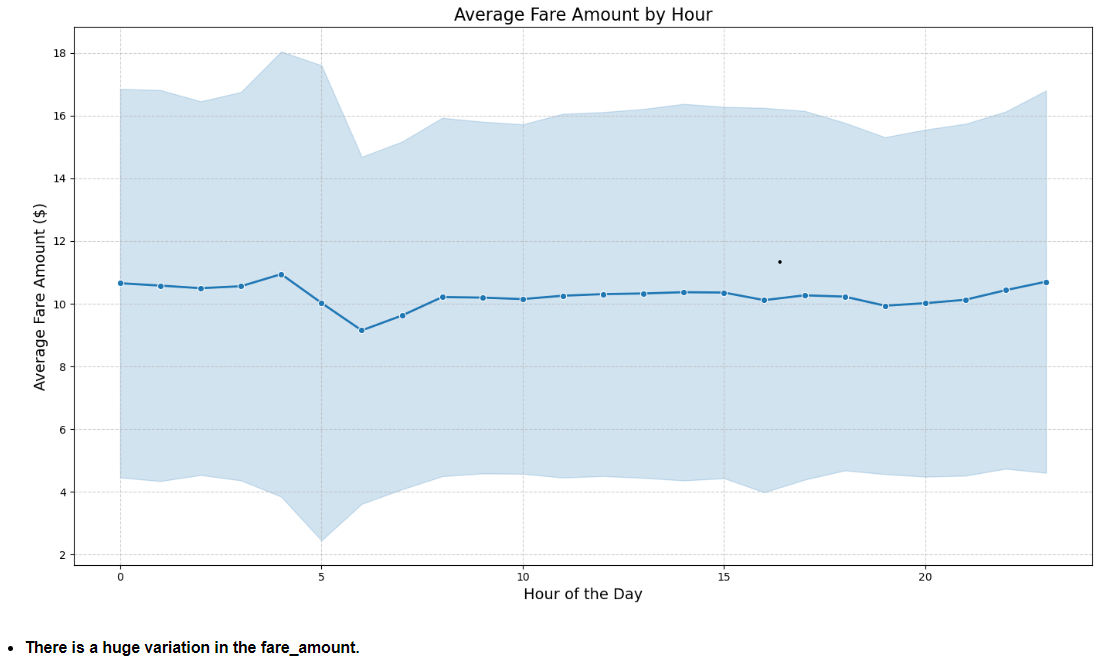 Average Fare Amount by Hour
Average Fare Amount ($)
18
16
14
12
10
8
6
4
2
0 5 10 15 20
Hour of the Day
• There is a huge variation in the fare_amount.